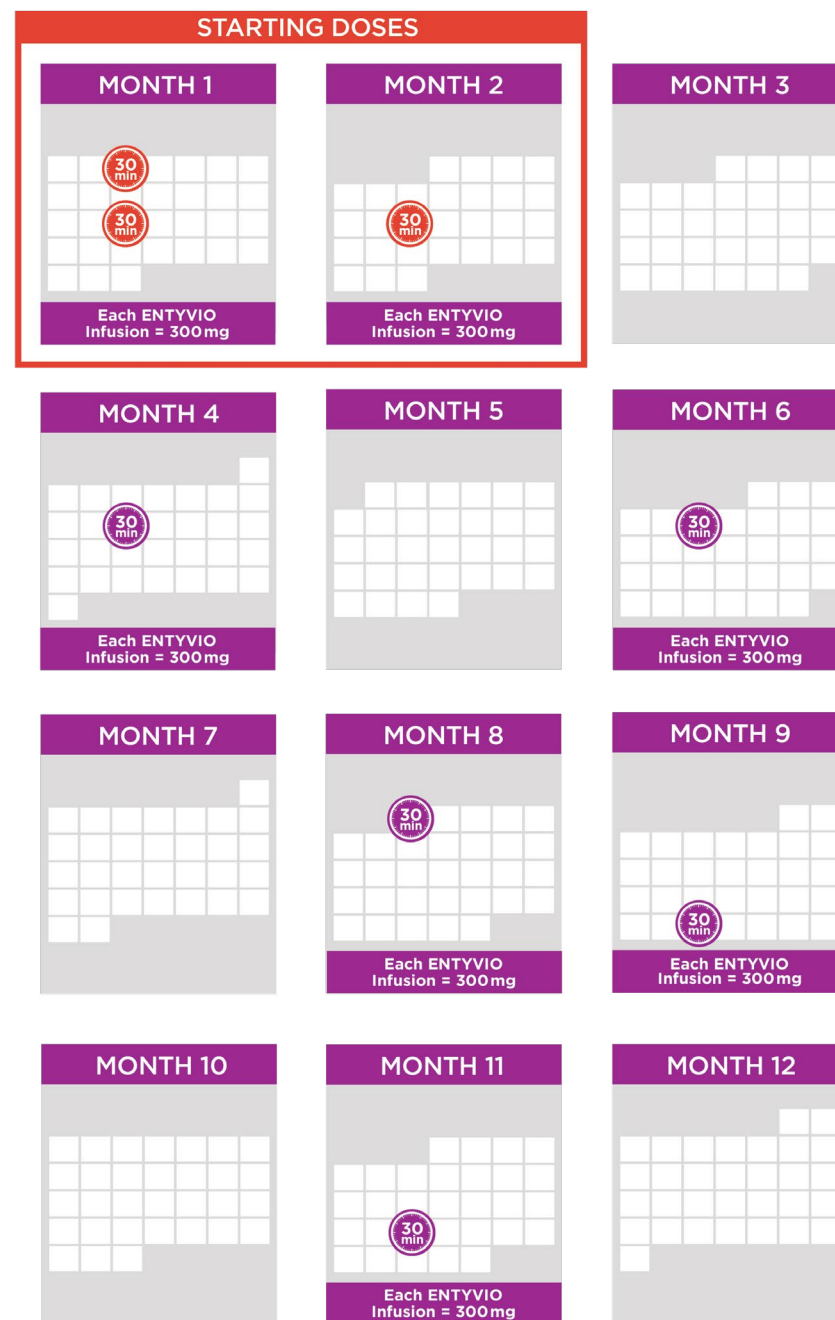 STARTING DOSES
MONTH 1
30
min
30
min
Each ENTYVIO
Infusion = 300 mg
MONTH 2
30
min
Each ENTYVIO
Infusion = 300 mg
MONTH 3
MONTH 4
30
min
Each ENTYVIO
Infusion = 300 mg
MONTH 5
MONTH 6
30
min
Each ENTYVIO
Infusion = 300 mg
MONTH 7
MONTH 8
30
min
Each ENTYVIO
Infusion = 300 mg
MONTH 9
30
min
Each ENTYVIO
Infusion = 300 mg
MONTH 10
MONTH 11
30
min
Each ENTYVIO
Infusion = 300 mg
MONTH 12